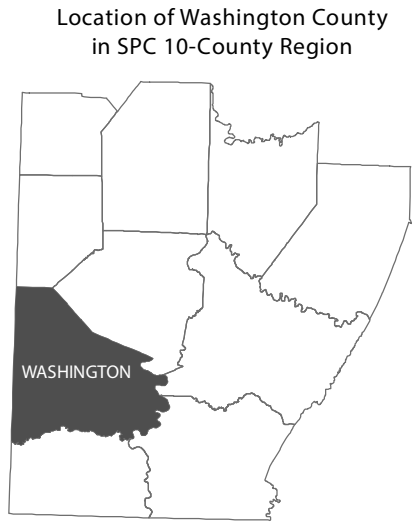 Location of Washington County
in SPC 10-County Region
WASHINGTON